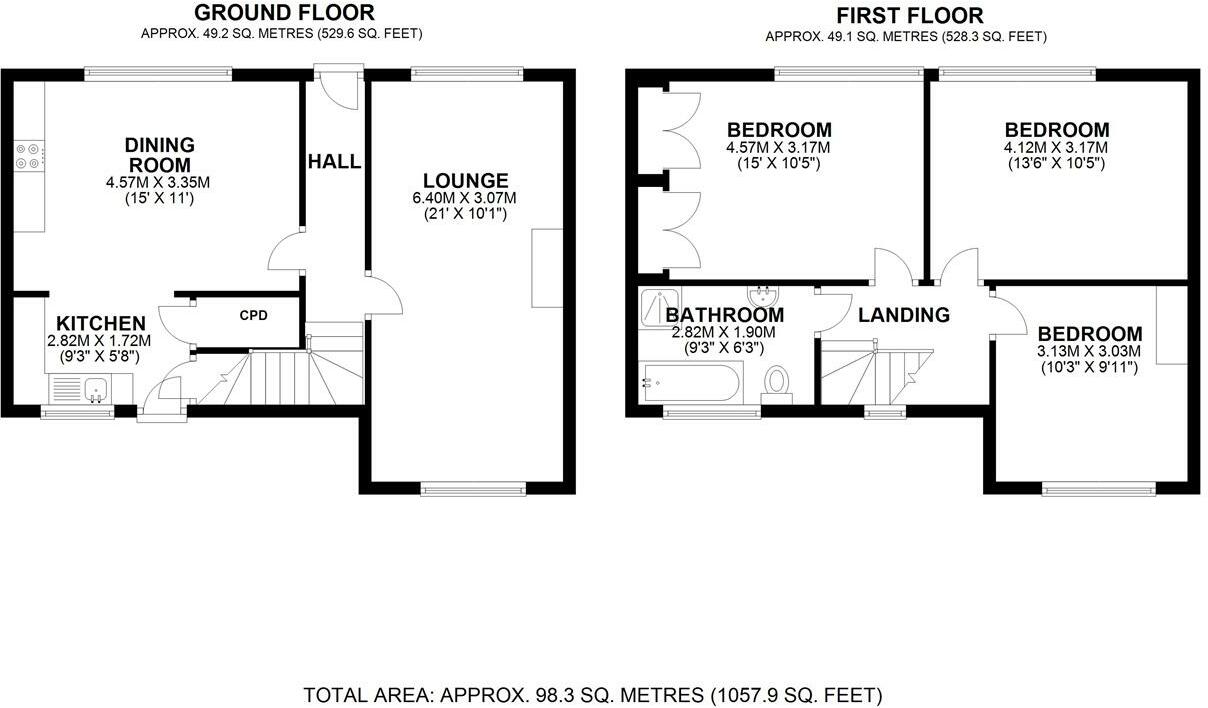 GROUND FLOOR
APPROX. 49.2 SQ. METRES (529.6 SQ. FEET)
DINING
ROOM
4.57M X 3.35M
(15' X 11')
HALL
LOUNGE
6.40M X 3.07M
(21' X 10'1")
KITCHEN
2.82M X 1.72M
(9'3" X 5'8")
CPD
FIRST FLOOR
APPROX. 49.1 SQ. METRES (528.3 SQ. FEET)
BEDROOM
4.57M X 3.17M
(15' X 10'5")
BEDROOM
4.12M X 3.17M
(13'6" X 10'5")
BATHROOM
2.82M X 1.90M
(9'3" X 6'3")
LANDING
BEDROOM
3.13M X 3.03M
(10'3" X 9'11")
TOTAL AREA: APPROX. 98.3 SQ. METRES (1057.9 SQ. FEET)